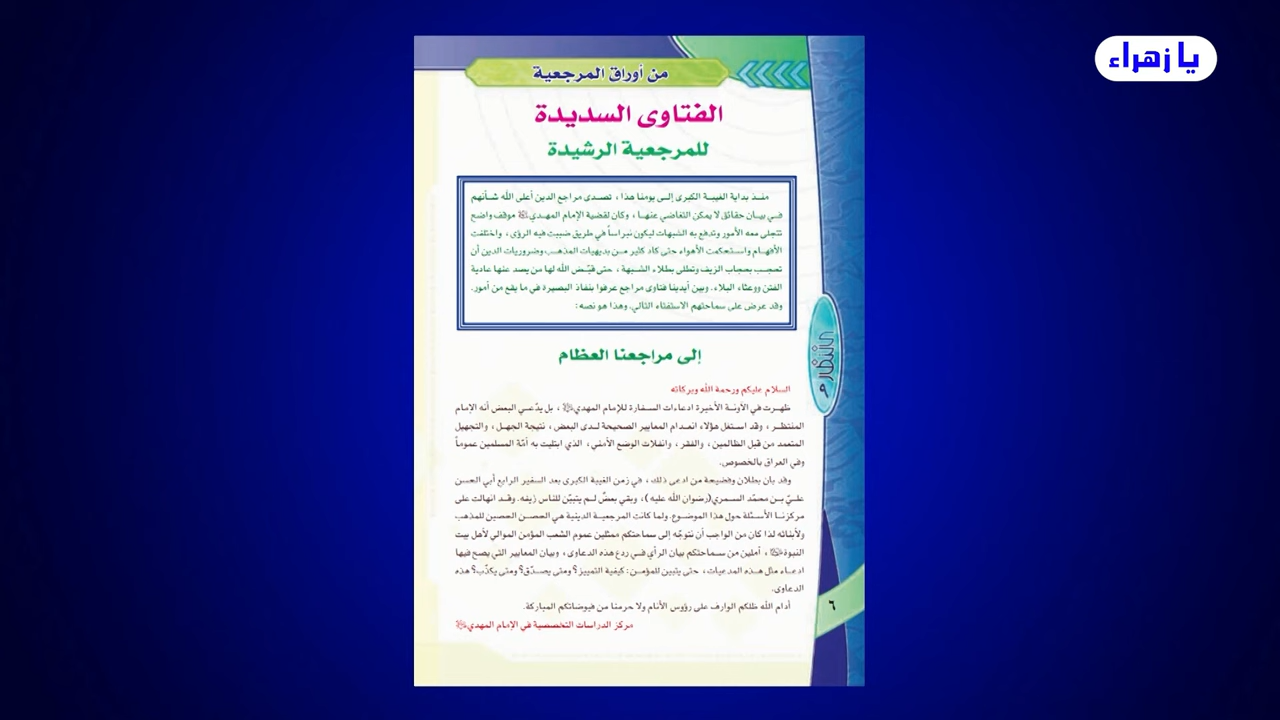 يا زهراء
من أوراق المرجعية
الفتاوى السديدة
للمرجعية الرشيدة
منذ بداية الغيبة الكبرى إلى يومنا هذا، تصدى مراجع الدين أعلى الله شأنهم
في بيان حقائق لا يمكن التغاضي عنها، وكان لقضية الإمام المهدي موقف واضح
تتجلى معه الأمور وتدفع به الشبهات ليكون نبراساً في طريق ضببت فيه الرؤى، واختلفت
الأفهام واستحكمت الأهواء حتى كاد كثير من بديهيات المذهب وضروريات الدين أن
تحجب بحجاب الزيف وتطلى بطلاء الشبهة، حتى قيّض الله لها من يصد عنها عادية
الفتن ووعثاء البلاء. وبين أيدينا فتاوى مراجع عرفوا بنفاذ البصيرة في ما يقع من أمور.
وقد عرض على سماحتهم الاستفتاء التالي. وهذا هو نصه:
إلى مراجعنا العظام
السلام عليكم ورحمة الله وبركاته
ظهرت في الآونة الأخيرة ادعاءات السفارة للإمام المهدي، بل يدّعي البعض أنه الإمام
المنتظر، وقد استغل هؤلاء انعدام المعايير الصحيحة لدى البعض، نتيجة الجهل، والتجهيل
المتعمد من قبل الظالمين، والفقر، وانفلات الوضع الأمني، الذي ابتليت به أمّة المسلمين عموماً
وفي العراق بالخصوص.
وقد بان بطلان وفضيحة من ادعى ذلك، في زمن الغيبة الكبرى بعد السفير الرابع أبي الحسن
عليّ بن محمّد السمري (رضوان الله عليه)، وبقي بعضٌ لم يتبيّن للناس زيفه. وقد انهالت على
مركزنا الأسئلة حول هذا الموضوع. ولما كانت المرجعية الدينية هي الحصن الحصين للمذهب
ولأبنائه لذا كان من الواجب أن نتوجّه إلى سماحتكم ممثلين عموم الشعب المؤمن الموالي لأهل بيت
النبوة، آملين من سماحتكم بيان الرأي في ردع هذه الدعاوى، وبيان المعايير التي يصح فيها
ادعاء مثل هذه المدعيات، حتى يتبين للمؤمن: كيفية التمييز؟ ومتى يصدّق؟ ومتى يكذّب؟ هذه
الدعاوى.
أدام الله ظلكم الوارف على رؤوس الأنام ولا حرمنا من فيوضاتكم المباركة.
مركز الدراسات التخصصية في الإمام المهدي
٦